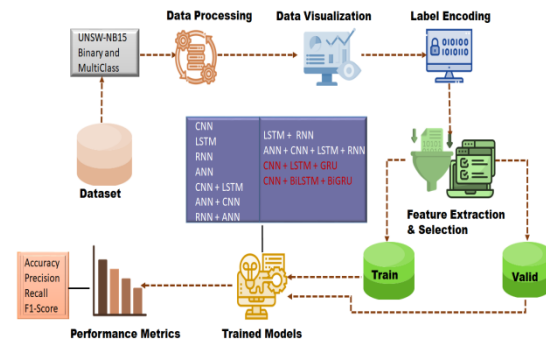 Data Processing
Data Visualization
Label Encoding
UNSW-NB15
Binary and
MultiClass
010100
101011O
Dataset
CNN
LSTM
RNN
ANN
CNN + LSTM
ANN + CNN
RNN + ANN
LSTM + RNN
ANN + CNN + LSTM + RNN
CNN + LSTM + GRU
CNN + BiLSTM + BiGRU
Feature Extraction
& Selection
Train
Valid
Accuracy
Precision
Recall
F1-Score
Performance Metrics
Trained Models